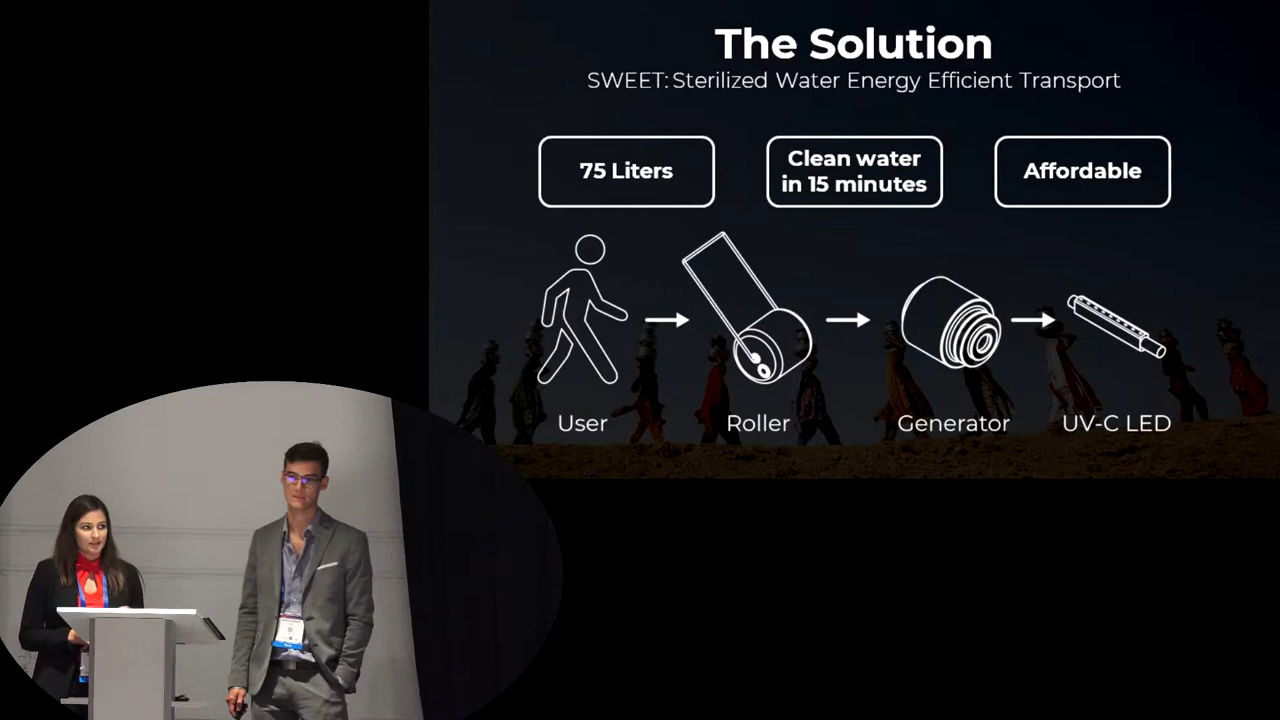 The Solution
SWEET: Sterilized Water Energy Efficient Transport
75 Liters
Clean water
in 15 minutes
Affordable
User
Roller
Generator
UV-C LED